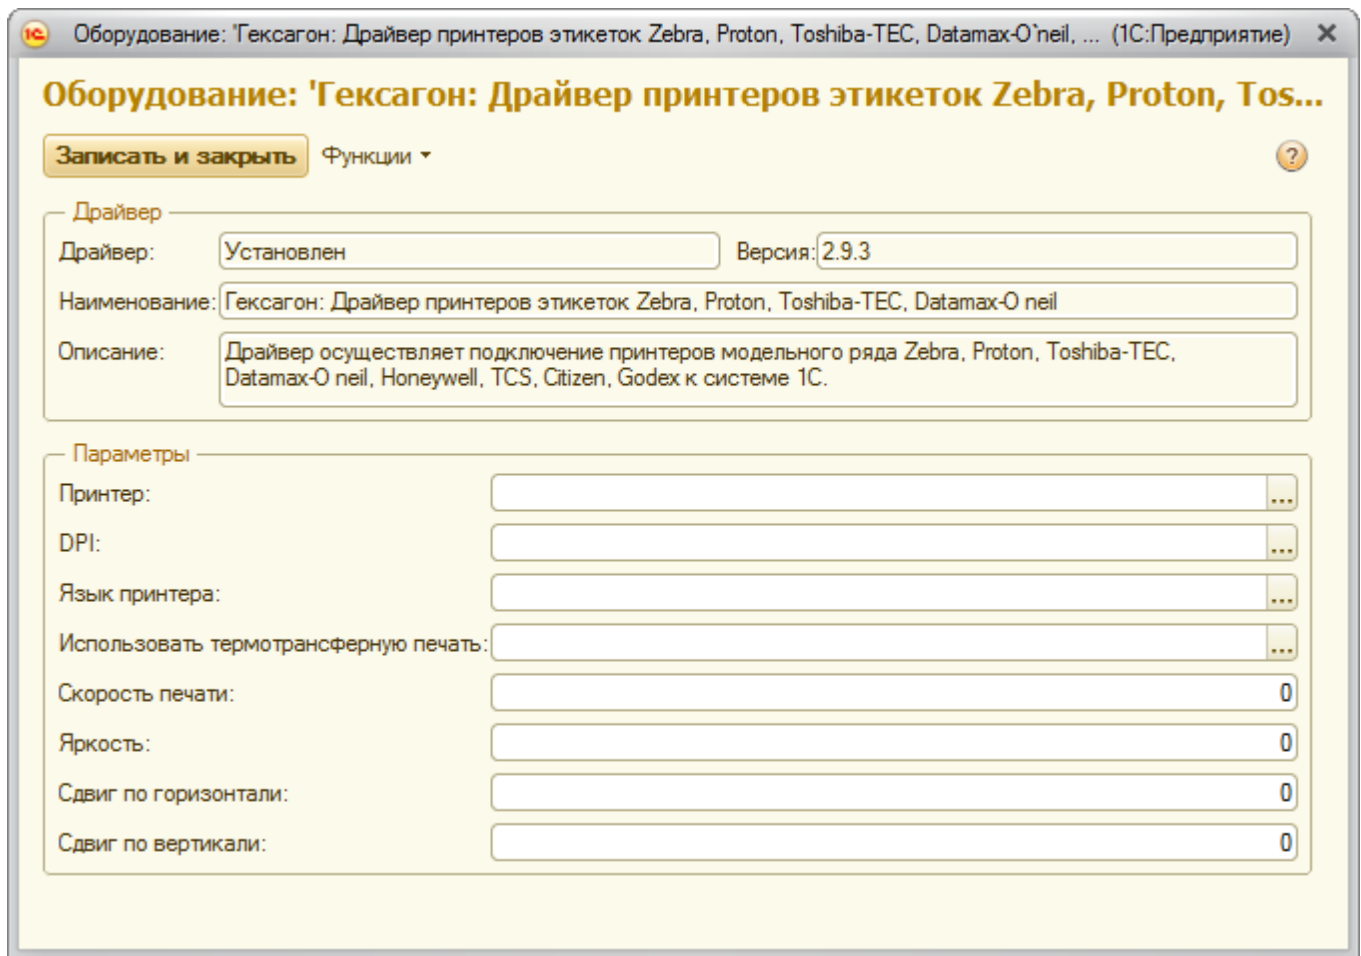 1С Оборудование: 'Гексагон: Драйвер принтеров этикеток Zebra, Proton, Toshiba-TEC, Datamax-O`neil, ... (1С:Предприятие)
Оборудование: 'Гексагон: Драйвер принтеров этикеток Zebra, Proton, Tos...
Записать и закрыть Функции ?
Драйвер
Драйвер: Установлен Версия: 2.9.3
Наименование: Гексагон: Драйвер принтеров этикеток Zebra, Proton, Toshiba-TEC, Datamax-O neil
Описание: Драйвер осуществляет подключение принтеров модельного ряда Zebra, Proton, Toshiba-TEC,
Datamax-O neil, Honeywell, TCS, Citizen, Godex к системе 1С.
Параметры
Принтер: ...
DPI: ...
Язык принтера: ...
Использовать термотрансферную печать: ...
Скорость печати: 0
Яркость: 0
Сдвиг по горизонтали: 0
Сдвиг по вертикали: 0